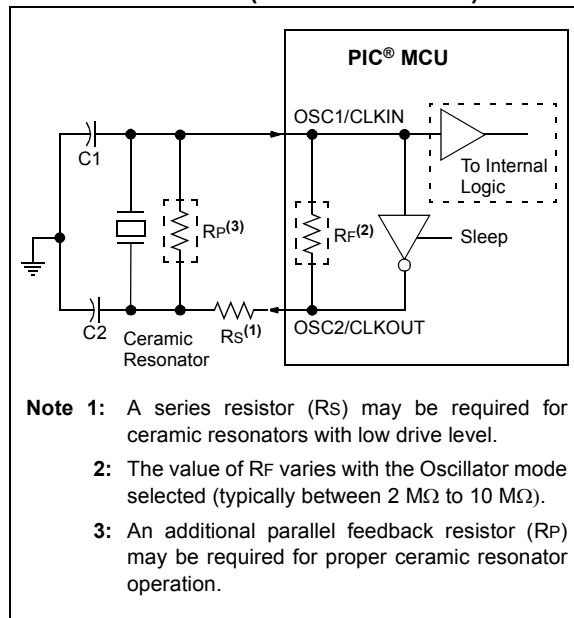 PIC® MCU
OSC1/CLKIN
C1
To Internal
Logic
RP(3)
RF(2)
Sleep
C2
Ceramic
Resonator
RS(1)
OSC2/CLKOUT
Note 1: A series resistor (RS) may be required for
ceramic resonators with low drive level.
2: The value of RF varies with the Oscillator mode
selected (typically between 2 MΩ to 10 MΩ).
3: An additional parallel feedback resistor (RP)
may be required for proper ceramic resonator
operation.